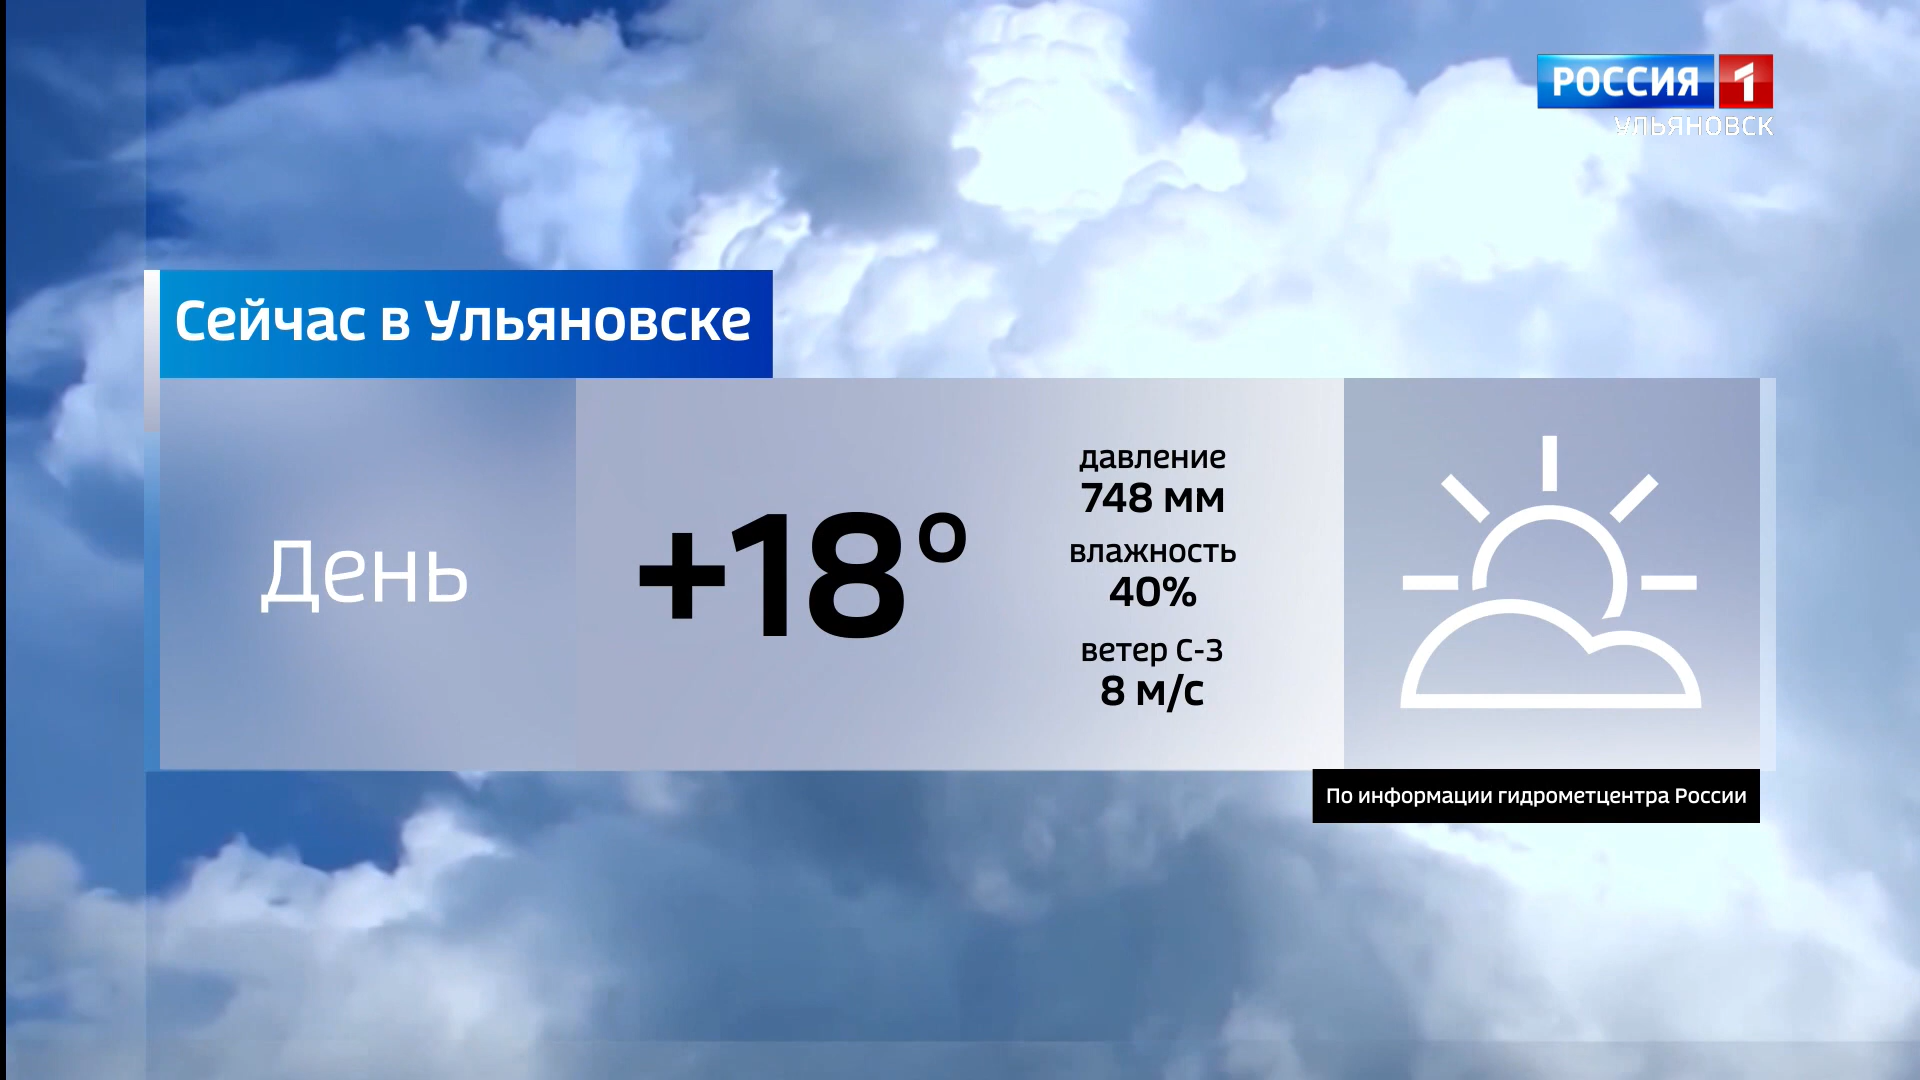 РОССИЯ 1
УЛЬЯНОВСК
Сейчас в Ульяновске
День
+18°
давление
748 мм
влажность
40%
ветер С-З
8 м/с
По информации гидрометцентра России